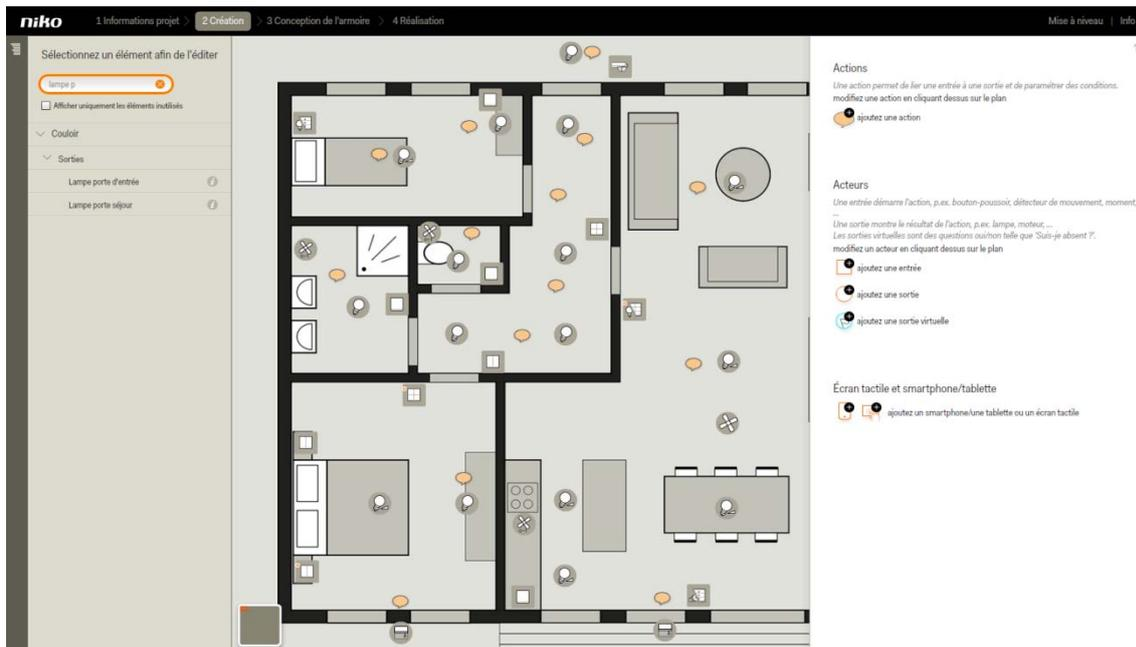 niko
1 Informations projet > 2 Création > 3 Conception de l'armoire > 4 Réalisation
Mise à niveau | Info
Sélectionnez un élément afin de l'éditer
lampe p
Afficher uniquement les éléments inutilisés
Couloir
Sorties
Lampe porte d'entrée
Lampe porte séjour
Actions
Une action permet de lier une entrée à une sortie et de paramétrer des conditions.
modifiez une action en cliquant dessus sur le plan
ajoutez une action
Acteurs
Une entrée démarre l'action, p.ex. bouton-poussoir, détecteur de mouvement, moment,
...
Une sortie montre le résultat de l'action, p.ex. lampe, moteur, ...
Les sorties virtuelles sont des questions oui/non telle que 'Suis-je absent ?'.
modifiez un acteur en cliquant dessus sur le plan
ajoutez une entrée
ajoutez une sortie
ajoutez une sortie virtuelle
Écran tactile et smartphone/tablette
ajoutez un smartphone/une tablette ou un écran tactile